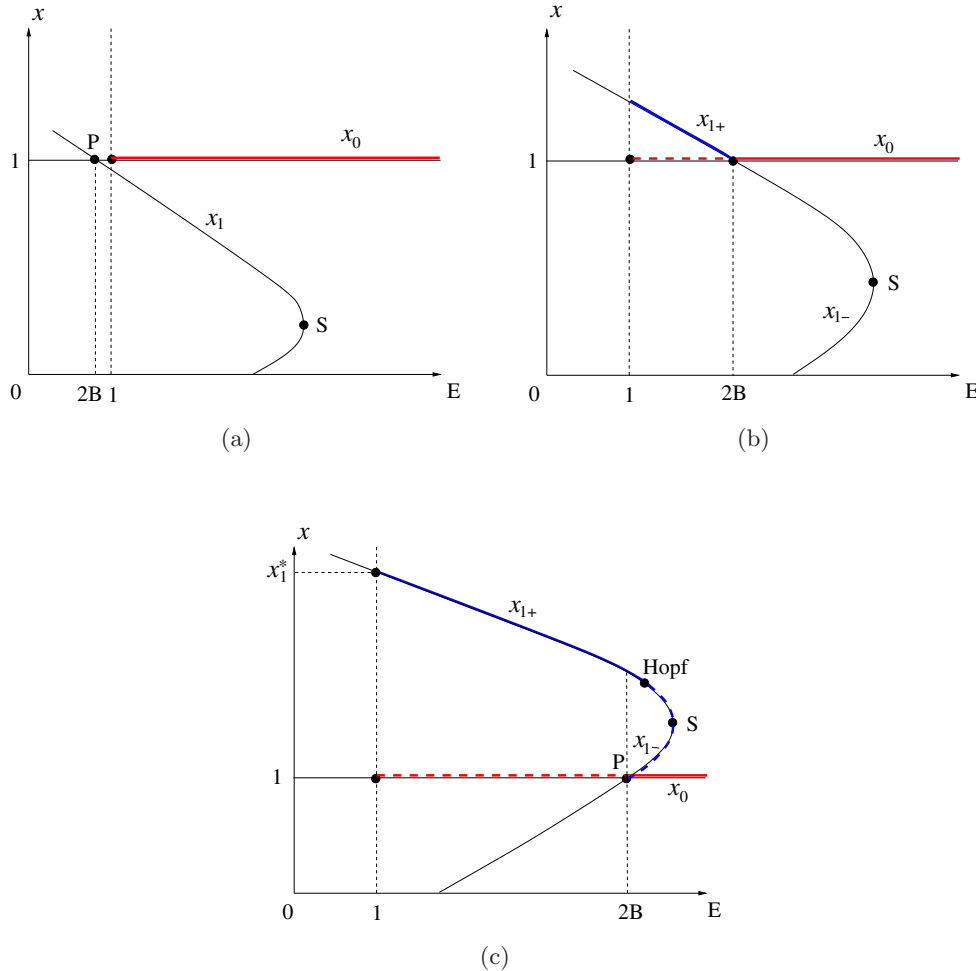 x
P
1
x₀
x₁
S
0
2B 1
E
(a)
x
x₁₊
1
x₀
S
x₁₋
0
1
2B
E
(b)
x
x₁*
x₁₊
Hopf
S
x₁₋
P
1
x₀
0
1
2B
E
(c)